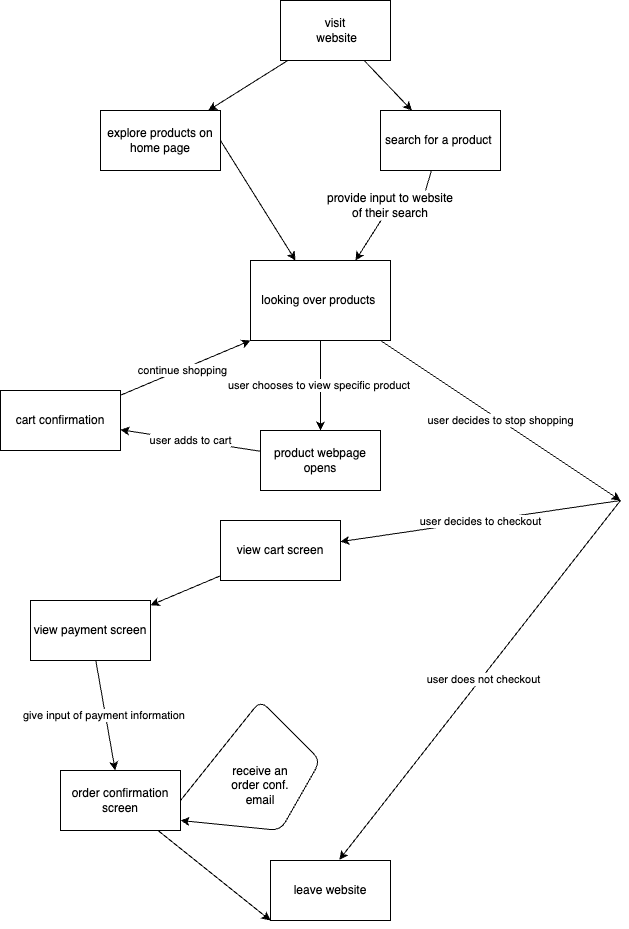 visit
website
explore products on
home page
search for a product
provide input to website
of their search
looking over products
continue shopping
user chooses to view specific product
cart confirmation
user decides to stop shopping
user adds to cart
product webpage
opens
user decides to checkout
view cart screen
view payment screen
user does not checkout
give input of payment information
receive an
order conf.
email
order confirmation
screen
leave website